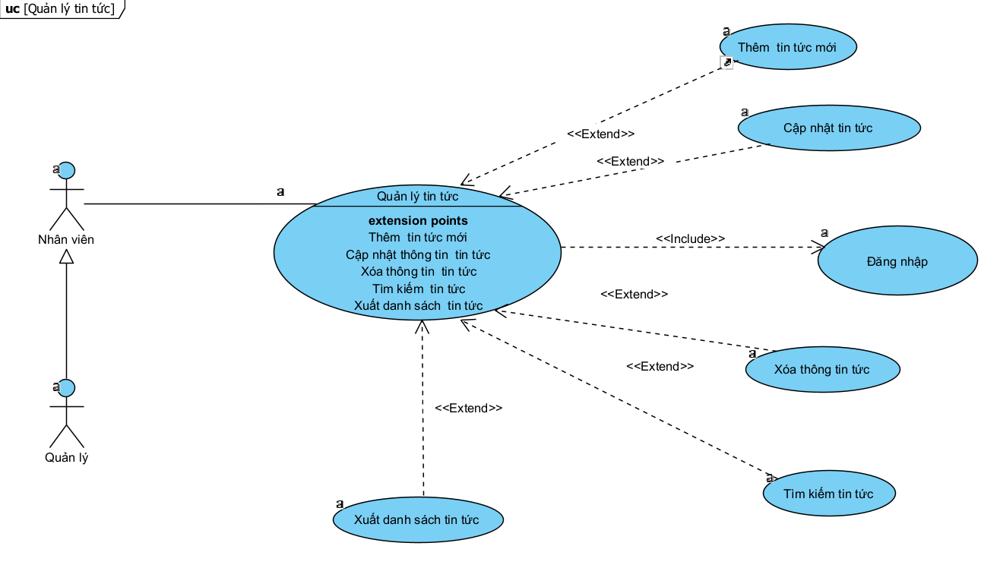 uc [Quản lý tin tức]
a
Thêm tin tức mới
<<Extend>>
a
Cập nhật tin tức
<<Extend>>
a
Nhân viên
a
Quản lý tin tức
extension points
Thêm tin tức mới
Cập nhật thông tin tin tức
Xóa thông tin tin tức
Tìm kiếm tin tức
Xuất danh sách tin tức
<<Include>>
a
Đăng nhập
<<Extend>>
a
Xóa thông tin tức
<<Extend>>
a
Quản lý
<<Extend>>
a
Tìm kiếm tin tức
a
Xuất danh sách tin tức